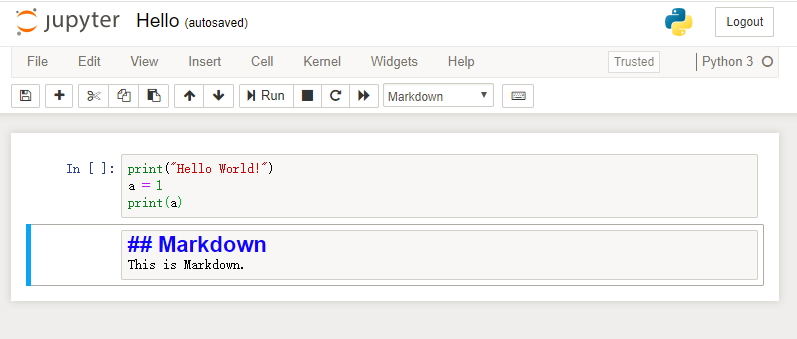 jupyter Hello (autosaved) Logout
File Edit View Insert Cell Kernel Widgets Help Trusted Python 3
Run Markdown
In [ ]: print("Hello World!")
a = 1
print(a)
## Markdown
This is Markdown.